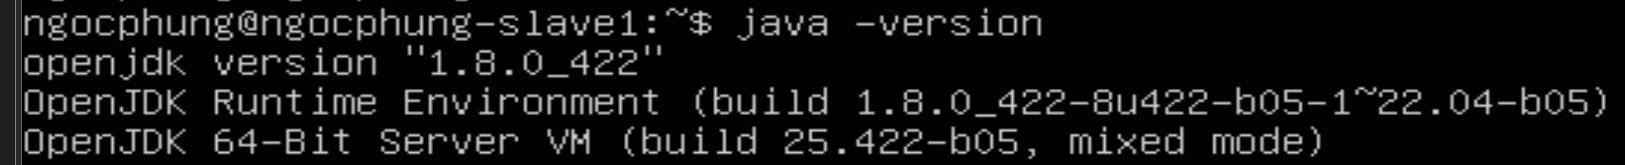 ngocphung@ngocphung-slave1:~$ java -version
openjdk version "1.8.0_422"
OpenJDK Runtime Environment (build 1.8.0_422-8u422-b05-1~22.04-b05)
OpenJDK 64-Bit Server VM (build 25.422-b05, mixed mode)